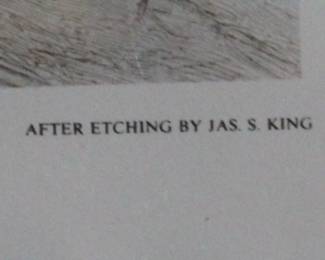 AFTER ETCHING BY JAS. S. KING